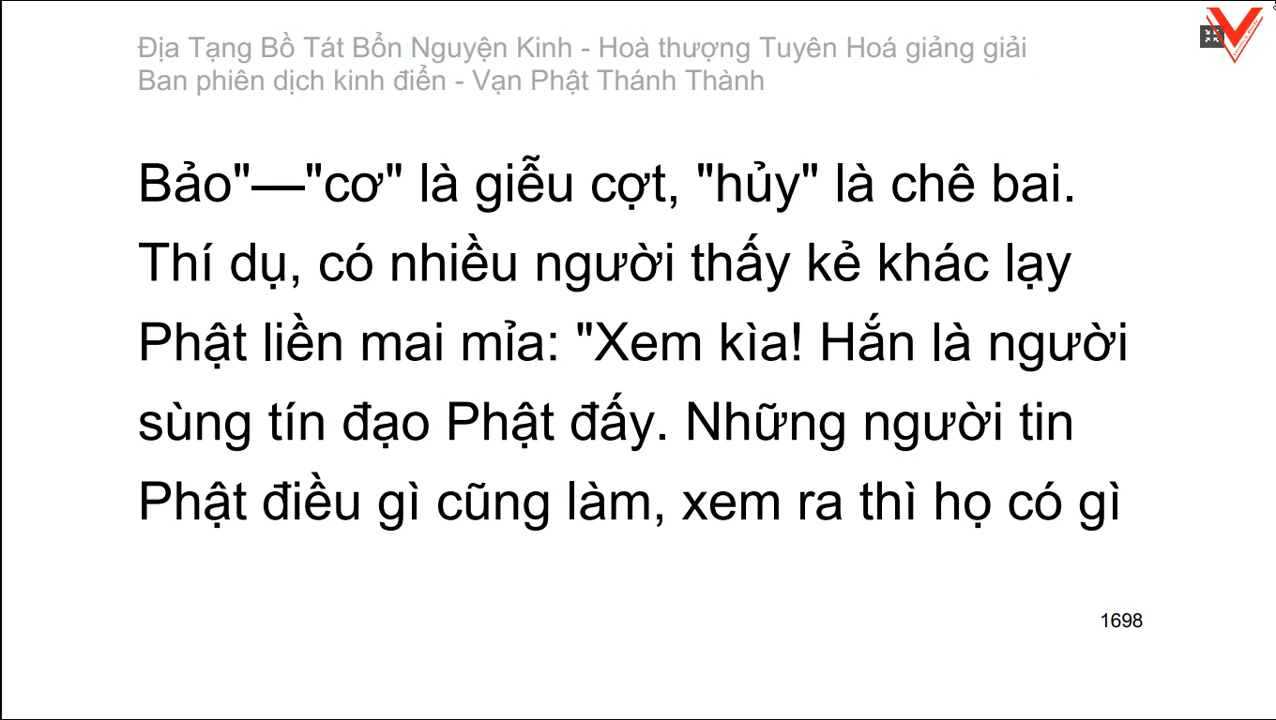 Địa Tạng Bồ Tát Bổn Nguyện Kinh - Hoà thượng Tuyên Hoá giảng giải
Ban phiên dịch kinh điển - Vạn Phật Thánh Thành
Bảo"—"cơ" là giễu cợt, "hủy" là chê bai.
Thí dụ, có nhiều người thấy kẻ khác lạy
Phật liền mai mỉa: "Xem kìa! Hắn là người
sùng tín đạo Phật đấy. Những người tin
Phật điều gì cũng làm, xem ra thì họ có gì
1698